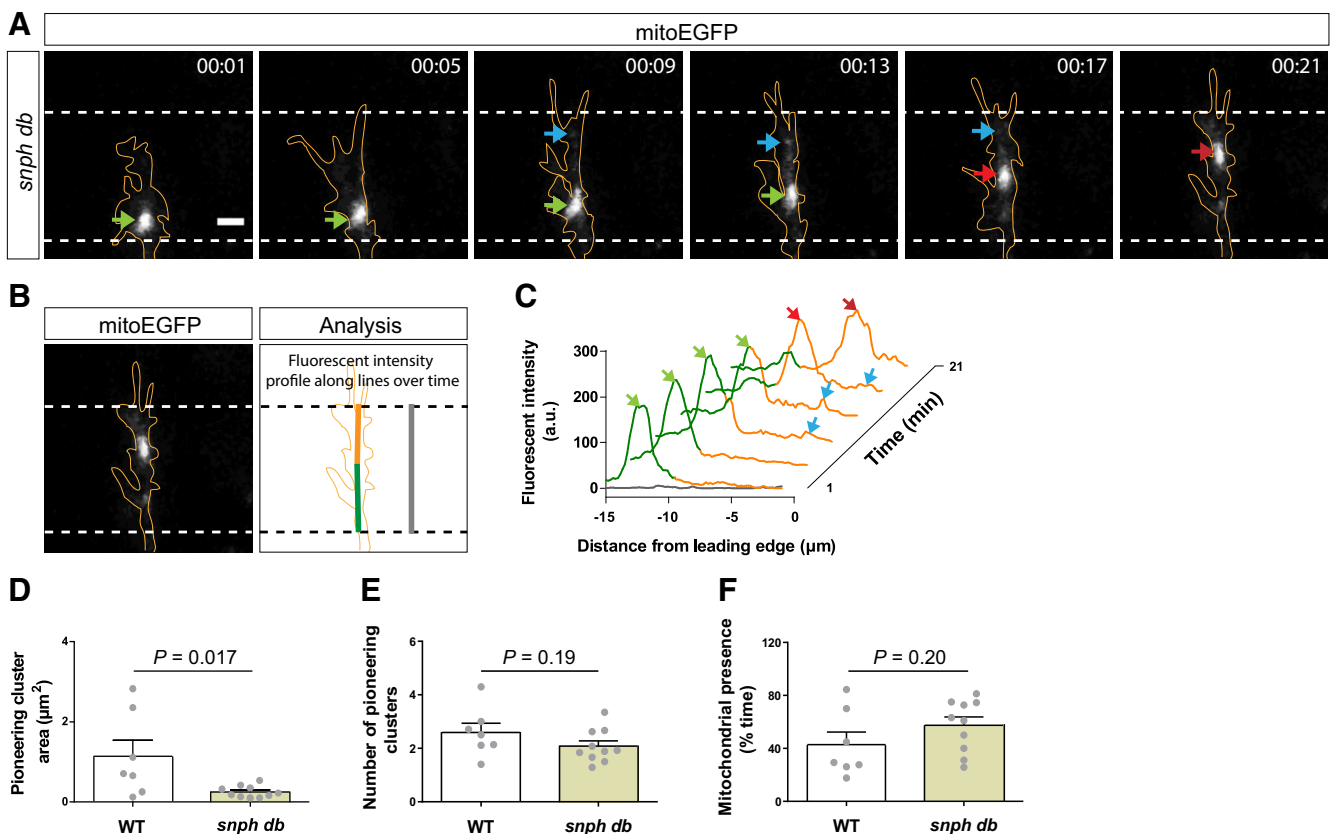 A
mitoEGFP
snph db
00:01
00:05
00:09
00:13
00:17
00:21
B
mitoEGFP
Analysis
Fluorescent intensity
profile along lines over time
C
Fluorescent intensity
(a.u.)
300
200
100
0
-15
-10
-5
0
Distance from leading edge (µm)
1
21
Time (min)
D
Pioneering cluster
area (µm²)
4
2
0
P = 0.017
WT
snph db
E
Number of pioneering
clusters
6
4
2
0
P = 0.19
WT
snph db
F
Mitochondrial presence
(% time)
120
80
40
0
P = 0.20
WT
snph db